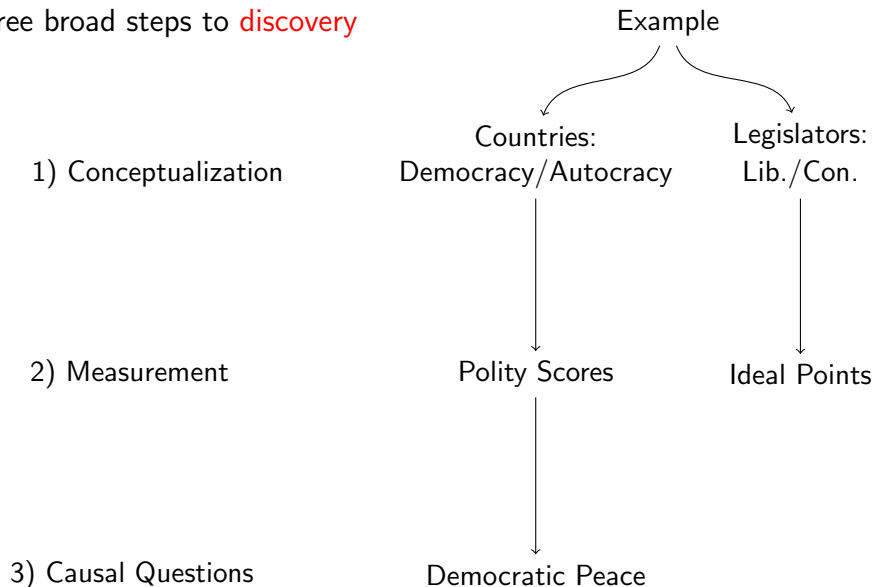 ree broad steps to discovery
Example
1) Conceptualization
Countries:
Democracy/Autocracy
Legislators:
Lib./Con.
2) Measurement
Polity Scores
Ideal Points
3) Causal Questions
Democratic Peace